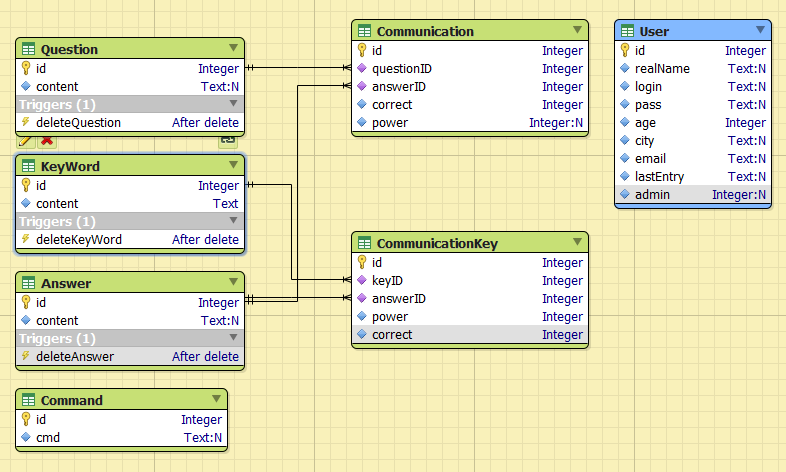 Question
id Integer
content Text:N
Triggers (1)
deleteQuestion After delete
KeyWord
id Integer
content Text
Triggers (1)
deleteKeyWord After delete
Answer
id Integer
content Text:N
Triggers (1)
deleteAnswer After delete
Command
id Integer
cmd Text:N
Communication
id Integer
questionID Integer
answerID Integer
correct Integer
power Integer:N
CommunicationKey
id Integer
keyID Integer
answerID Integer
power Integer
correct Integer
User
id Integer
realName Text:N
login Text:N
pass Text:N
age Integer
city Text:N
email Text:N
lastEntry Text:N
admin Integer:N